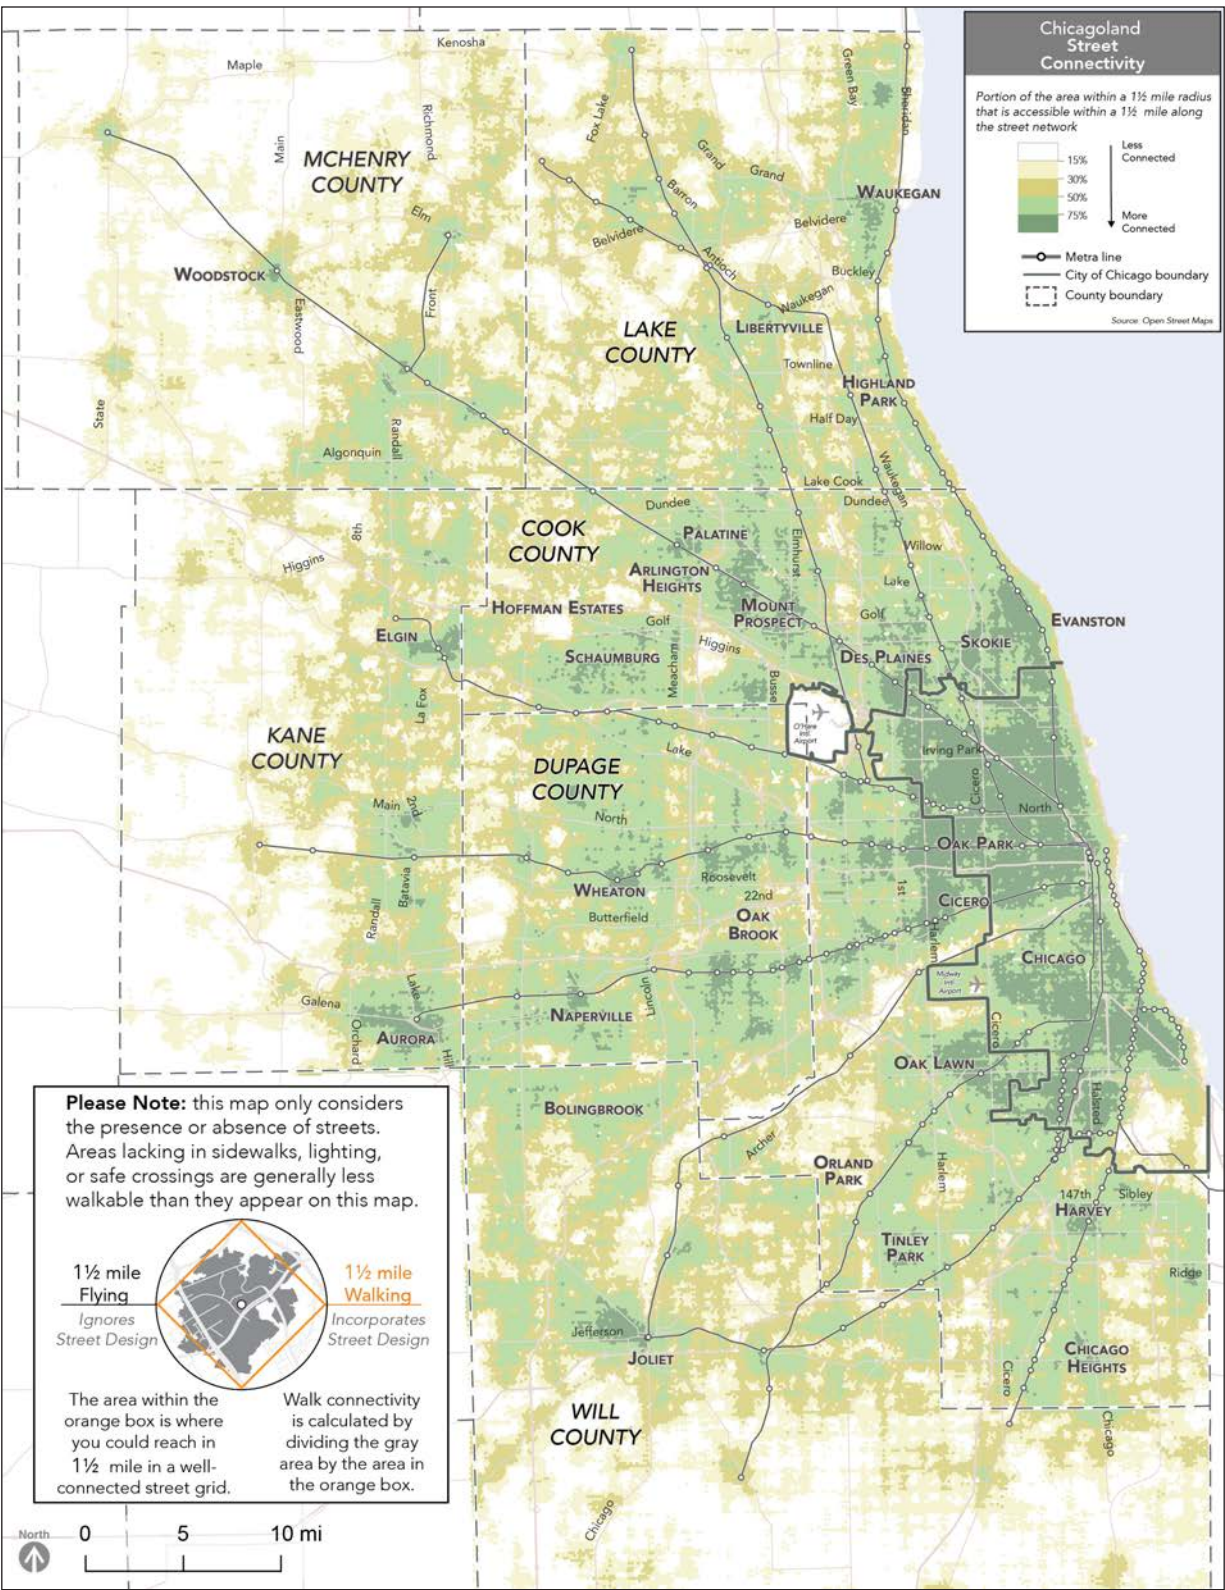 Chicagoland
Street
Connectivity
Portion of the area within a 1½ mile radius
that is accessible within a 1½ mile along
the street network
15%
30%
50%
75%
Less
Connected
More
Connected
Metra line
City of Chicago boundary
County boundary
Source: Open Street Maps
Kenosha
Maple
Green Bay
Sheridan
Fox Lake
Richmond
Main
MCHENRY
COUNTY
Grand
Grand
Barron
WAUKEGAN
Elm
Belvidere
Belvidere
Antioch
Buckley
WOODSTOCK
Front
Eastwood
Waukegan
LIBERTYVILLE
LAKE
COUNTY
Townline
HIGHLAND
PARK
State
Half Day
Randall
Algonquin
Waukegan
Lake Cook
Dundee
Dundee
8th
COOK
COUNTY
PALATINE
Elmhurst
Willow
Higgins
ARLINGTON
HEIGHTS
Lake
HOFFMAN ESTATES
MOUNT
PROSPECT
Golf
Golf
EVANSTON
ELGIN
SKOKIE
Higgins
SCHAUMBURG
Meacham
DES PLAINES
Busse
La Fox
O'Hare
Intl.
Airport
KANE
COUNTY
Lake
Irving Park
DUPAGE
COUNTY
Cicero
Main
2nd
North
North
OAK PARK
Batavia
WHEATON
Roosevelt
22nd
1st
Randall
Butterfield
OAK
BROOK
CICERO
Harlem
CHICAGO
Midway
Intl.
Airport
Lake
Galena
Lincoln
NAPERVILLE
Cicero
Orchard
AURORA
Hill
OAK LAWN
BOLINGBROOK
Halsted
Archer
ORLAND
PARK
Harlem
147th
Sibley
HARVEY
TINLEY
PARK
Ridge
Jefferson
JOLIET
CHICAGO
HEIGHTS
Cicero
WILL
COUNTY
Chicago
Chicago
Please Note: this map only considers
the presence or absence of streets.
Areas lacking in sidewalks, lighting,
or safe crossings are generally less
walkable than they appear on this map.
1½ mile
Flying
Ignores
Street Design
1½ mile
Walking
Incorporates
Street Design
The area within the
orange box is where
you could reach in
1½ mile in a well-
connected street grid.
Walk connectivity
is calculated by
dividing the gray
area by the area in
the orange box.
North
0 5 10 mi